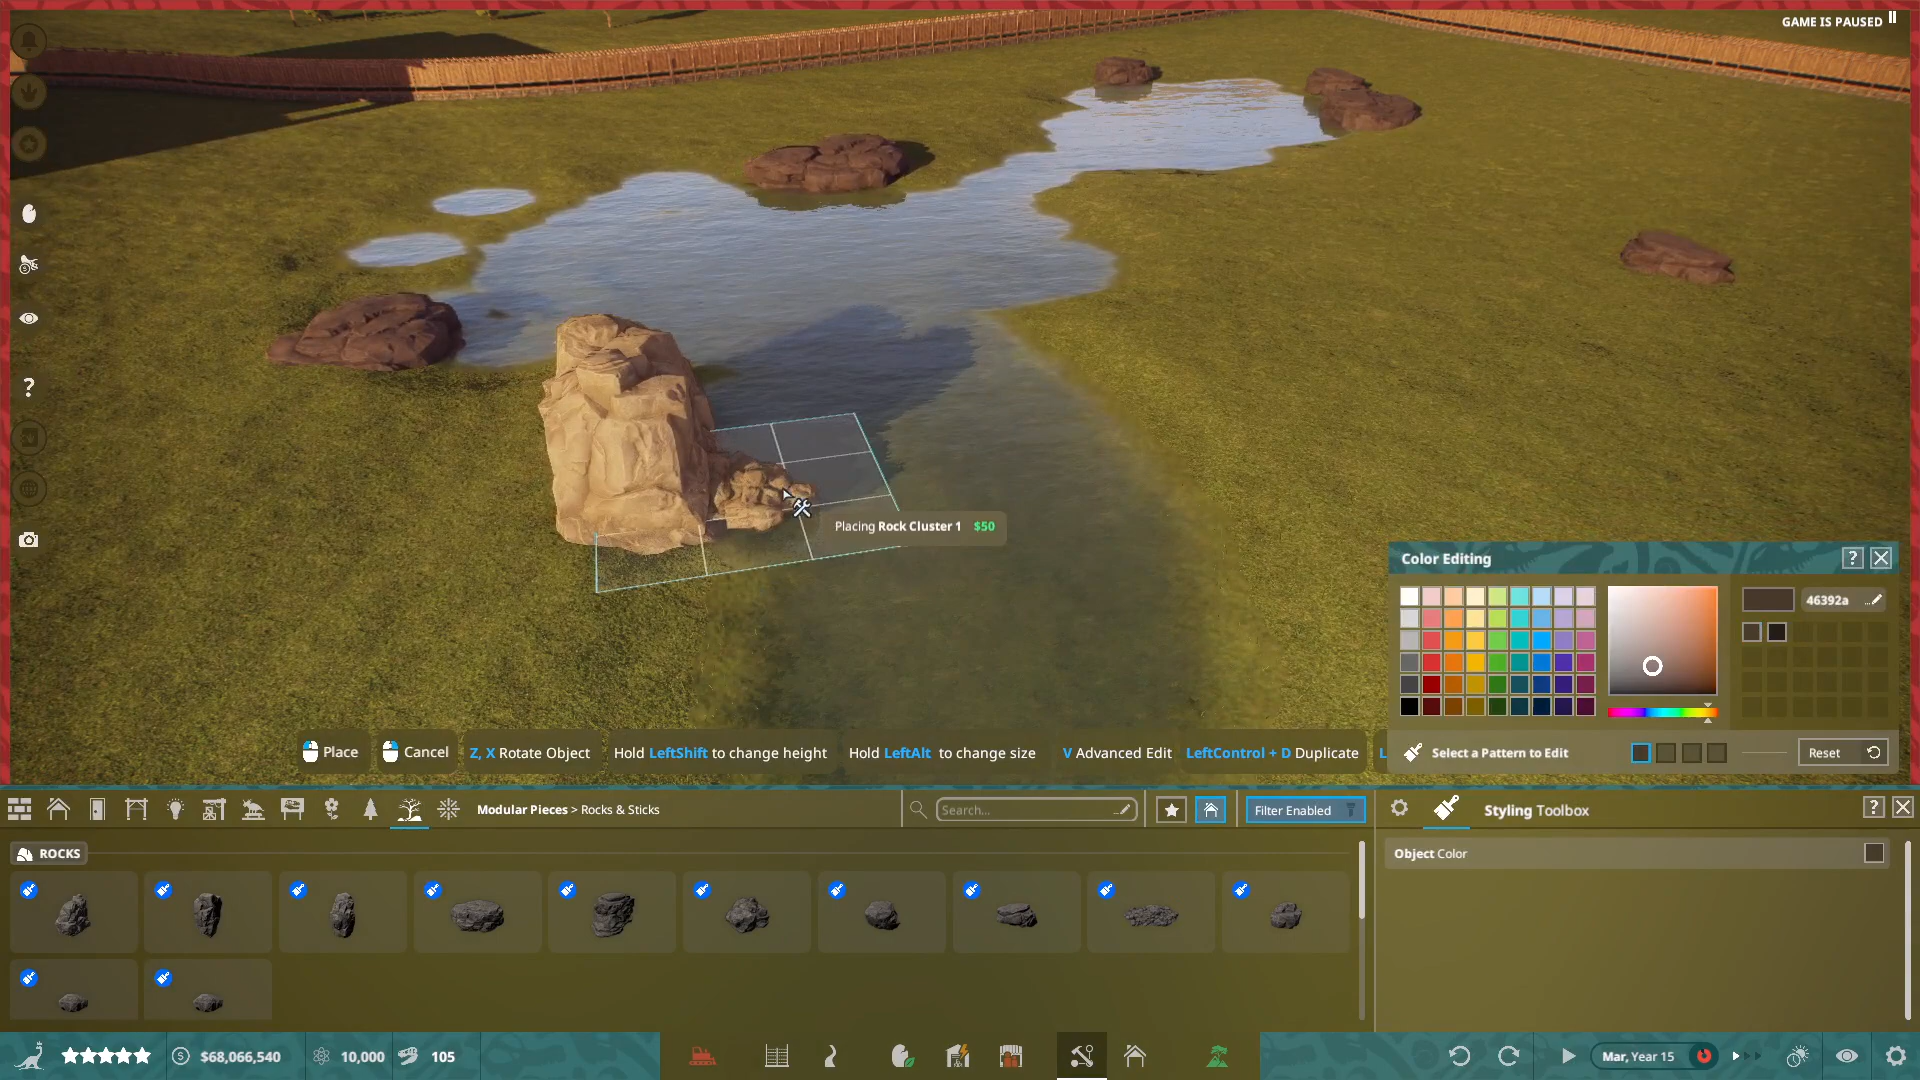 GAME IS PAUSED
Placing Rock Cluster 1 $50
Color Editing ?
46392a
Place Cancel Z, X Rotate Object Hold LeftShift to change height Hold LeftAlt to change size V Advanced Edit LeftControl + D Duplicate L
Select a Pattern to Edit Reset
Modular Pieces > Rocks & Sticks Search... Filter Enabled Styling Toolbox ?
ROCKS
Object Color
$68,066,540 10,000 105 Mar, Year 15